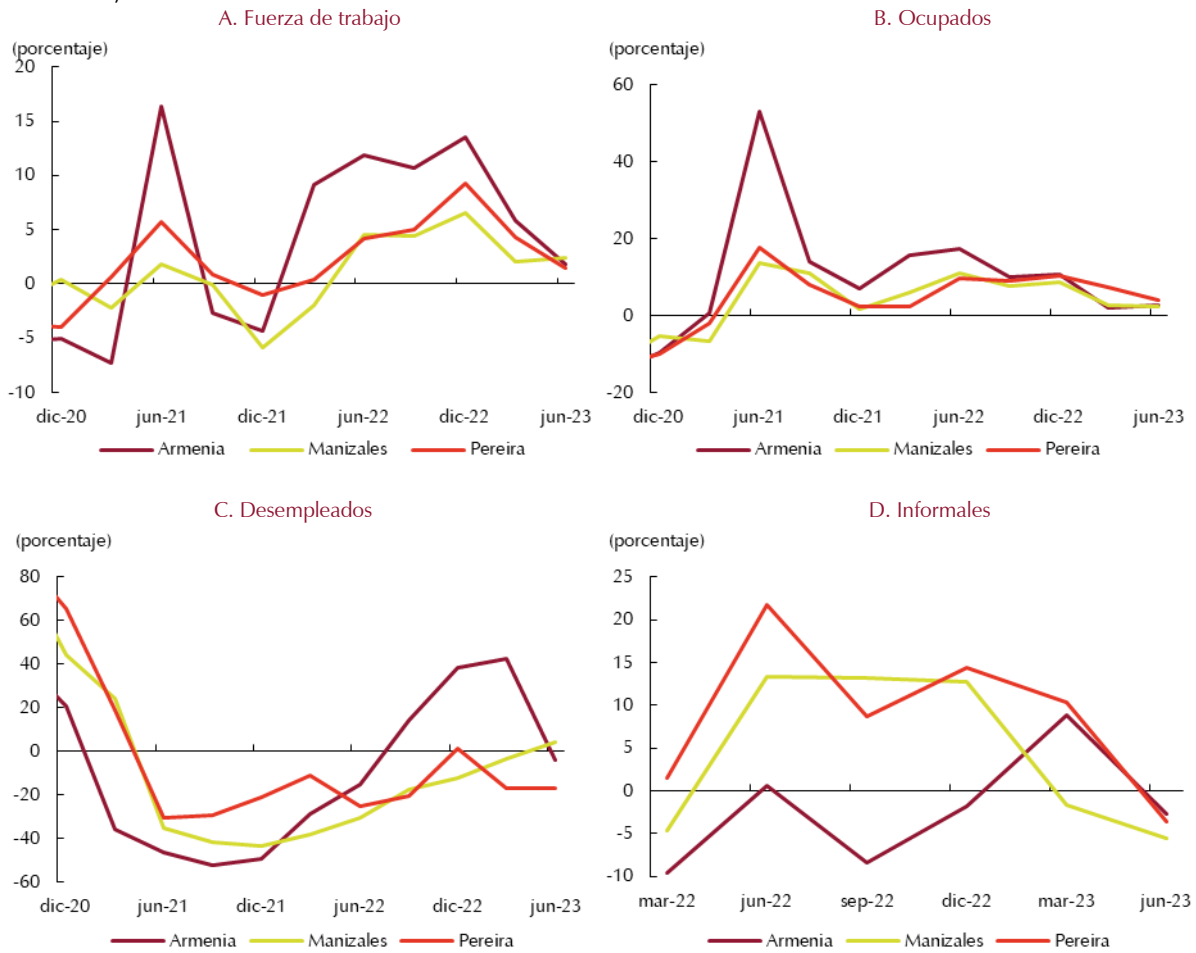 A. Fuerza de trabajo
(porcentaje)
20
15
10
5
0
-5
-10
dic-20 jun-21 dic-21 jun-22 dic-22 jun-23
Armenia Manizales Pereira
B. Ocupados
(porcentaje)
60
40
20
0
-20
dic-20 jun-21 dic-21 jun-22 dic-22 jun-23
Armenia Manizales Pereira
C. Desempleados
(porcentaje)
80
60
40
20
0
-20
-40
-60
dic-20 jun-21 dic-21 jun-22 dic-22 jun-23
Armenia Manizales Pereira
D. Informales
(porcentaje)
25
20
15
10
5
0
-5
-10
mar-22 jun-22 sep-22 dic-22 mar-23 jun-23
Armenia Manizales Pereira